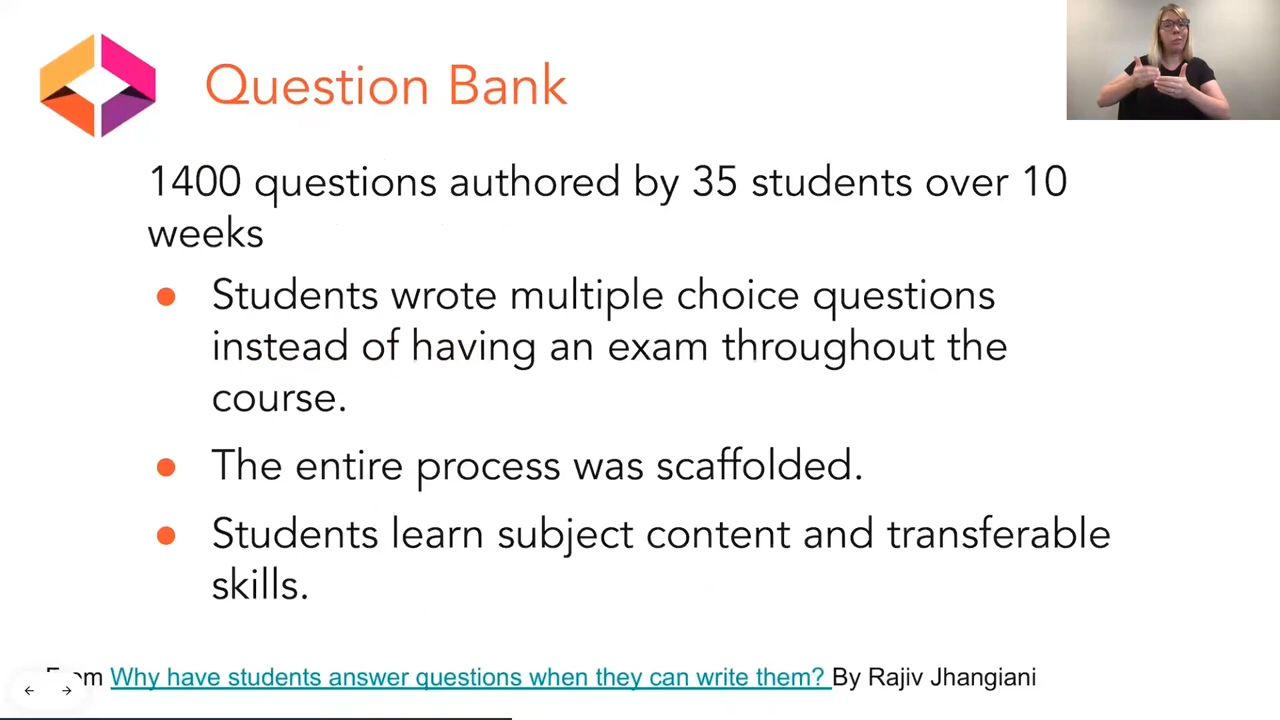 Question Bank
1400 questions authored by 35 students over 10
weeks
● Students wrote multiple choice questions
instead of having an exam throughout the
course.
● The entire process was scaffolded.
● Students learn subject content and transferable
skills.
From Why have students answer questions when they can write them? By Rajiv Jhangiani